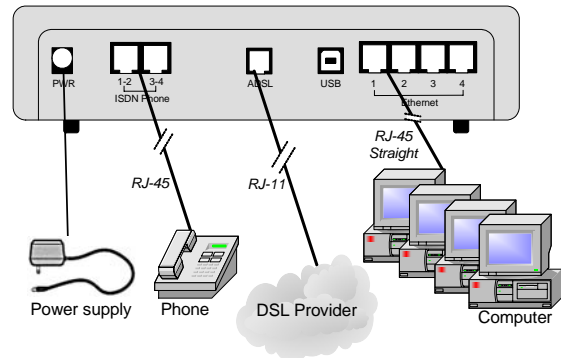 PWR
1-2 3-4
ISDN Phone
ADSL
USB
1 2 3 4
Ethernet
RJ-45
RJ-11
RJ-45
Straight
Power supply
Phone
DSL Provider
Computer